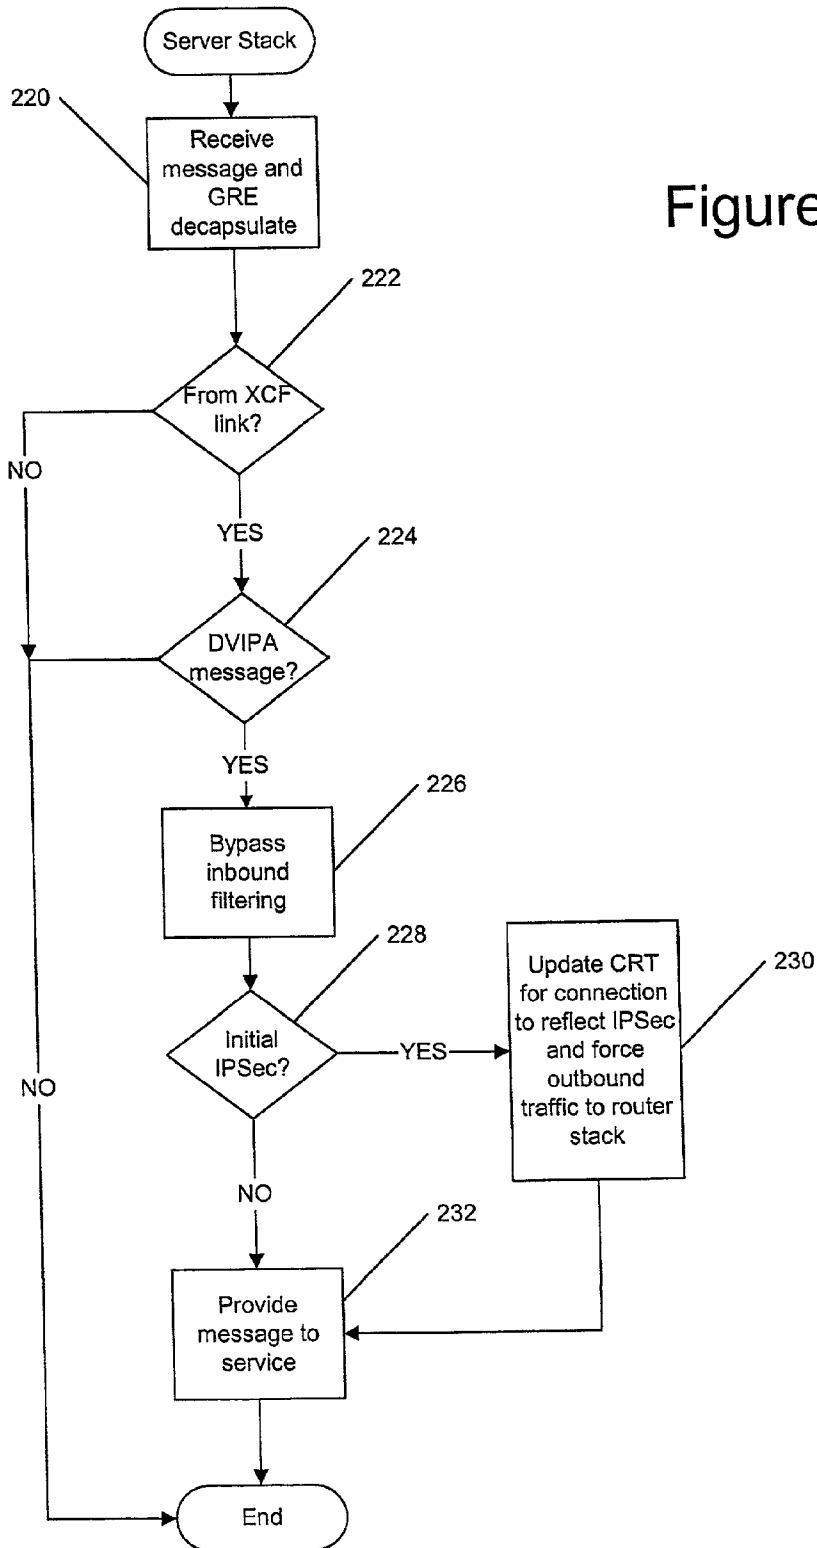 Server Stack
220
Receive
message and
GRE
decapsulate
Figure
222
From XCF
link?
NO
YES
224
DVIPA
message?
YES
226
Bypass
inbound
filtering
228
Initial
IPSec?
YES
Update CRT
for connection
to reflect IPSec
and force
outbound
traffic to router
stack
230
NO
NO
232
Provide
message to
service
End